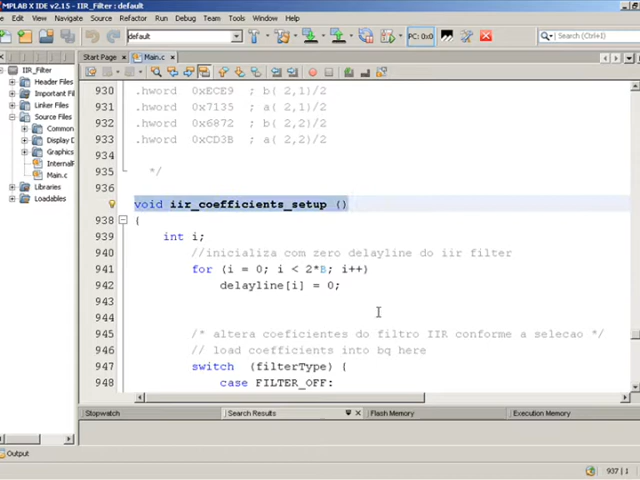 MPLAB X IDE v2.15 - IIR_Filter : default
File Edit View Navigate Source Refactor Run Debug Team Tools Window Help
default PC: 0x0 Search (Ctrl+I)
Start Page Main.c
IIR_Filter
Header Files
Important Fi
Linker Files
Source Files
Common
Display D
Graphics
InternalF
Main.c
Libraries
Loadables
930 .hword 0xECE9 ; b( 2,1)/2
931 .hword 0x7135 ; a( 2,1)/2
932 .hword 0x6872 ; b( 2,2)/2
933 .hword 0xCD3B ; a( 2,2)/2
934
935 */
936
void iir_coefficients_setup ()
938 {
939 int i;
940 //inicializa com zero delayline do iir filter
941 for (i = 0; i < 2*B; i++)
942 delayline[i] = 0;
943
944
945 /* altera coeficientes do filtro IIR conforme a selecao */
946 // load coefficients into bq here
947 switch (filterType) {
948 case FILTER_OFF:
Stopwatch Search Results Flash Memory Execution Memory
Output
937 | 1